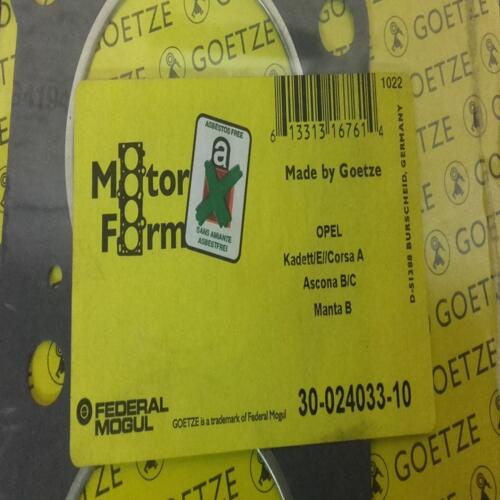 GOETZE
GOETZE
GOETZE
1022
6 13313 16761 4
ASBESTOS FREE
a
SANS AMIANTE
ASBESTFREI
Motor
Form
Made by Goetze
OPEL
Kadett/E//Corsa A
Ascona B/C
Manta B
D-51388 BURSCHEID, GERMANY
30-024033-10
FEDERAL
MOGUL
GOETZE is a trademark of Federal Mogul
GOETZE
GOETZE
GOETZE